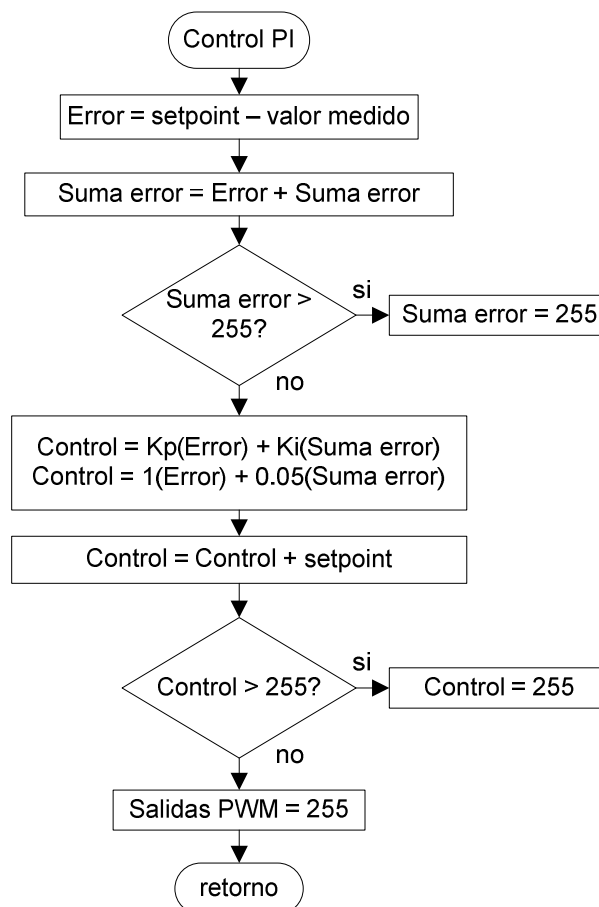 Control PI
Error = setpoint – valor medido
Suma error = Error + Suma error
Suma error >
255?
si
Suma error = 255
no
Control = Kp(Error) + Ki(Suma error)
Control = 1(Error) + 0.05(Suma error)
Control = Control + setpoint
Control > 255?
si
Control = 255
no
Salidas PWM = 255
retorno